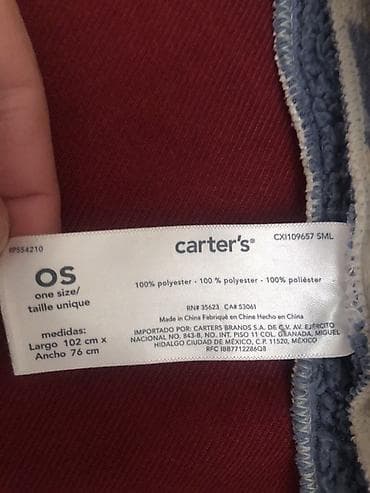 carter's®
CXI109657 SML
#P554210
OS
one size/
taille unique
100% polyester - 100 % polyester - 100% poliéster
RN# 35623 CA# 53061
Made in China Fabriqué en Chine Hecho en China
medidas:
Largo 102 cm x
Ancho 76 cm
IMPORTADO POR: CARTERS BRANDS S.A. DE C.V. AV. EJÉRCITO
NACIONAL NO. 843-B, NO. INT. PISO 11 COL. GRANADA, MIGUEL
HIDALGO CIUDAD DE MÉXICO, C.P. 11520, MÉXICO
RFC IBB7712286Q8